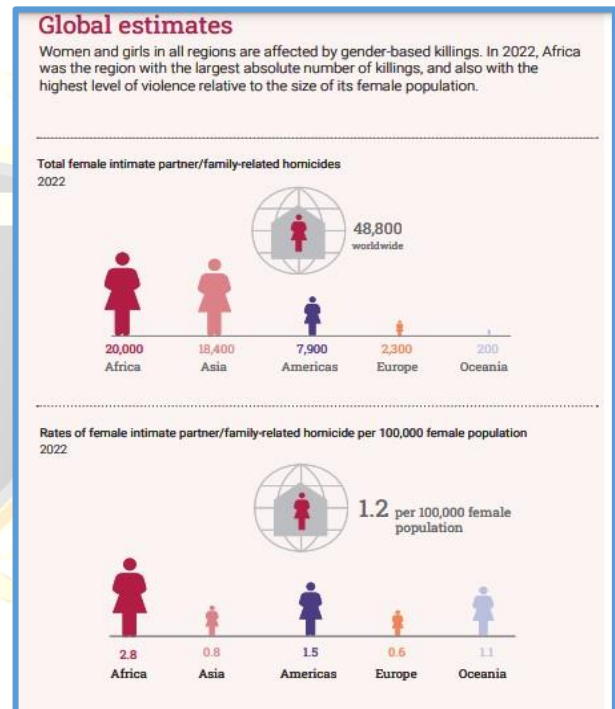 Global estimates
Women and girls in all regions are affected by gender-based killings. In 2022, Africa
was the region with the largest absolute number of killings, and also with the
highest level of violence relative to the size of its female population.
Total female intimate partner/family-related homicides
2022
48,800
worldwide
20,000 18,400 7,900 2,300 200
Africa Asia Americas Europe Oceania
Rates of female intimate partner/family-related homicide per 100,000 female population
2022
1.2 per 100,000 female
population
2.8 0.8 1.5 0.6 1.1
Africa Asia Americas Europe Oceania